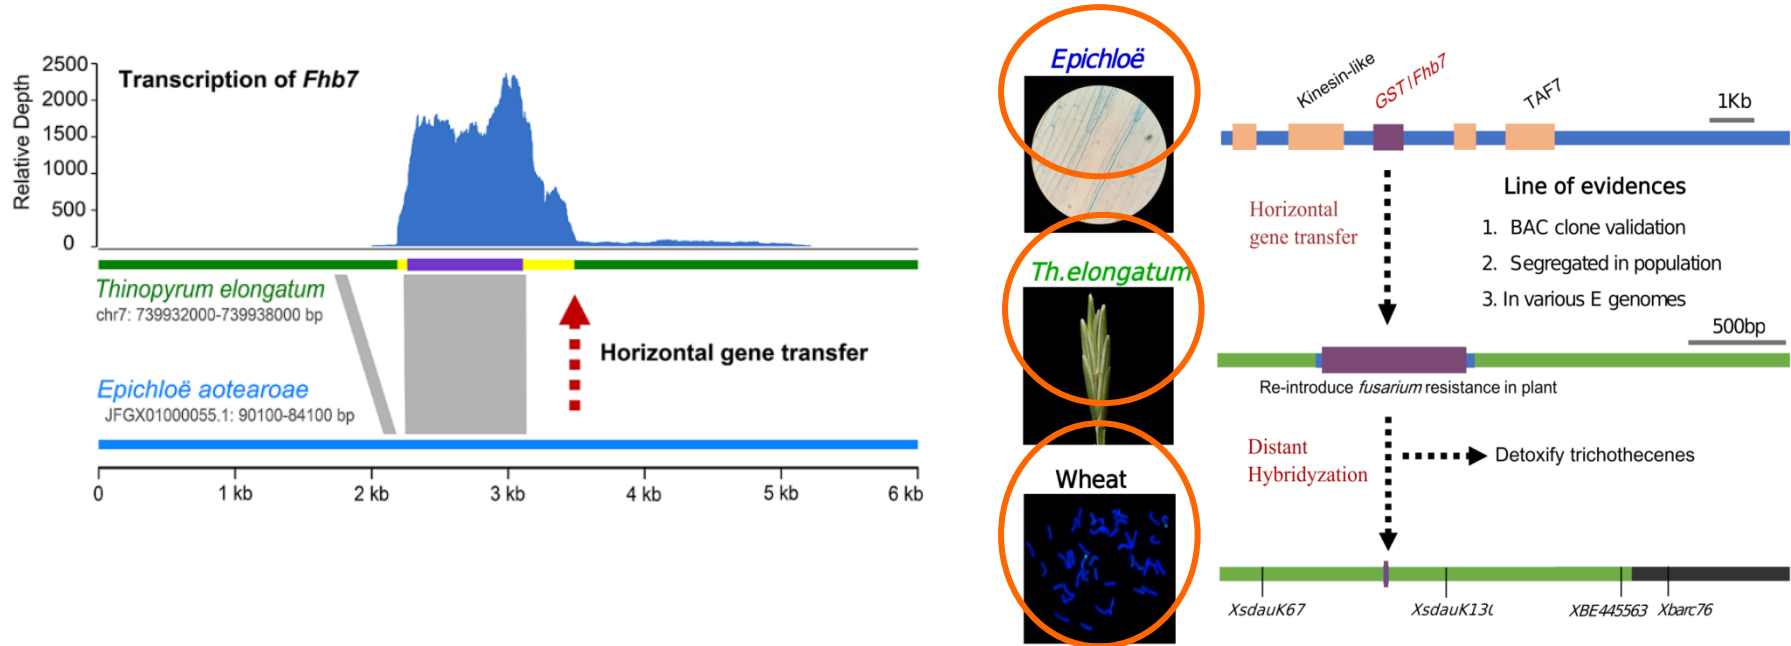 Transcription of Fhb7
Relative Depth
2500
2000
1500
1000
500
0
Thinopyrum elongatum
chr7: 739932000-739938000 bp
Horizontal gene transfer
Epichloë aotearoae
JFGX01000055.1: 90100-84100 bp
0 1 kb 2 kb 3 kb 4 kb 5 kb 6 kb
Epichloë
Th.elongatum
Wheat
Kinesin-like
GST/Fhb7
TAF7
1Kb
Horizontal
gene transfer
Line of evidences
1. BAC clone validation
2. Segregated in population
3. In various E genomes
500bp
Re-introduce fusarium resistance in plant
Distant
Hybridyzation
Detoxify trichothecenes
XsdauK67 XBE445563 Xbarc76